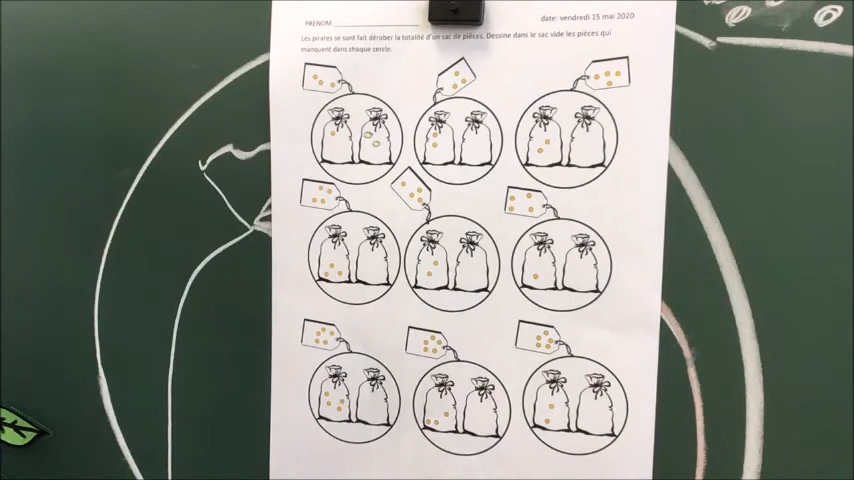 PRENOM ____________________ date: vendredi 15 mai 2020
Les pirates se sont fait dérober la totalité d'un sac de pièces. Dessine dans le sac vide les pièces qui
manquent dans chaque cercle.